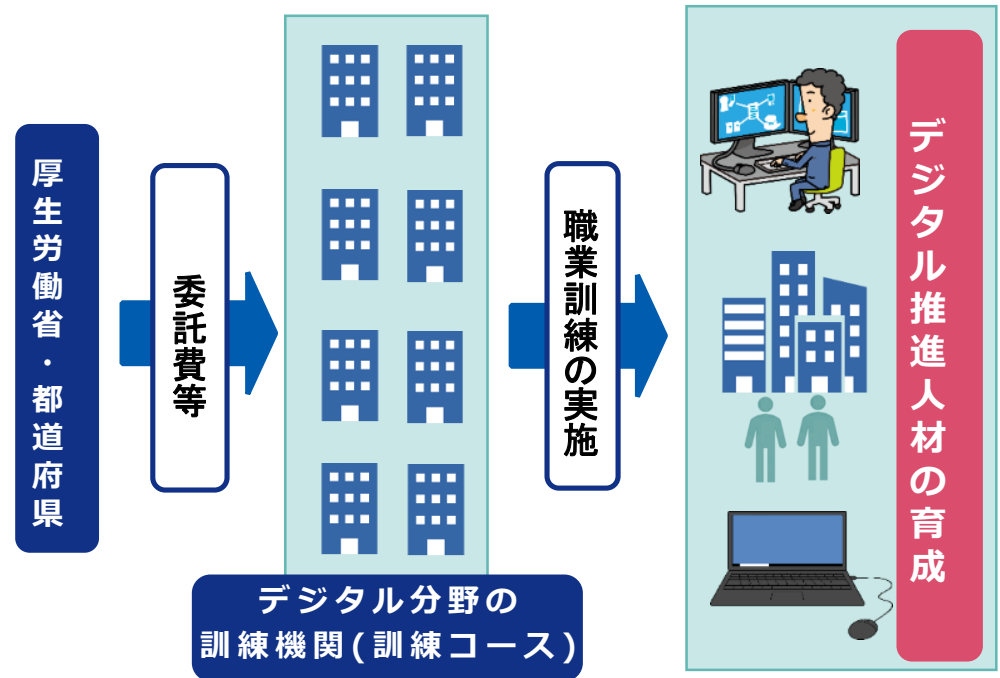 厚生労働省・都道府県
委託費等
デジタル分野の
訓練機関(訓練コース)
職業訓練の実施
デジタル推進人材の育成